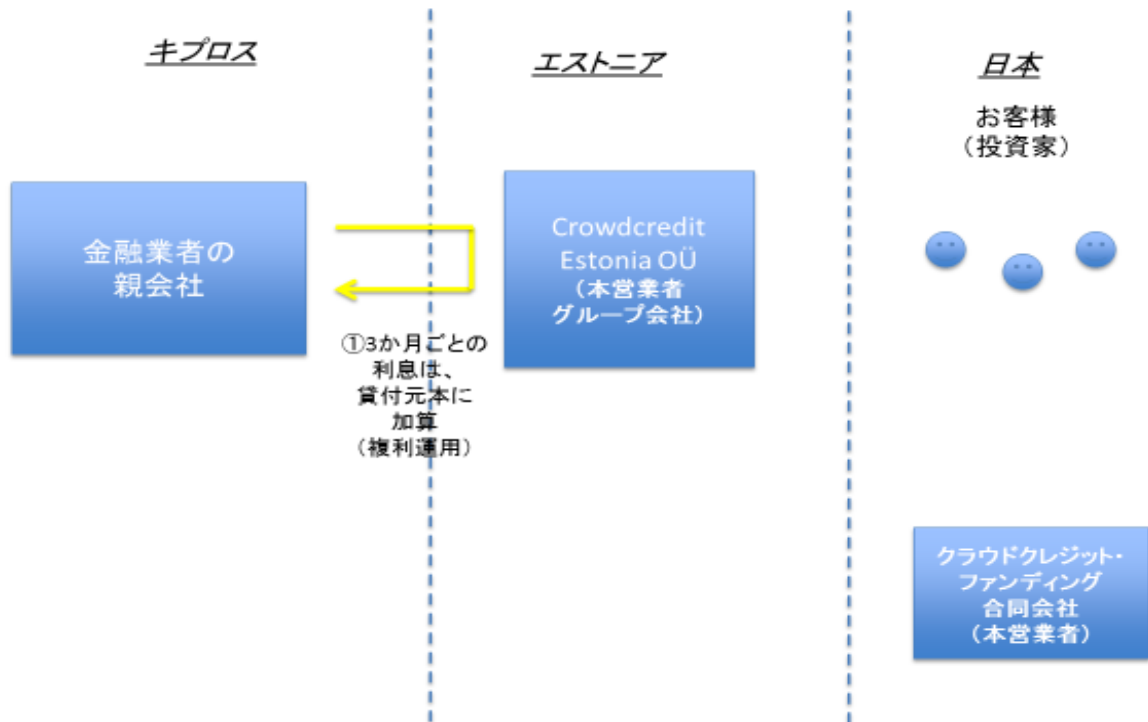 キプロス
エストニア
日本
お客様
（投資家）
金融業者の
親会社
Crowdcredit
Estonia OÜ
（本営業者
グループ会社）
①3か月ごとの
利息は、
貸付元本に
加算
（複利運用）
クラウドクレジット・
ファンディング
合同会社
（本営業者）